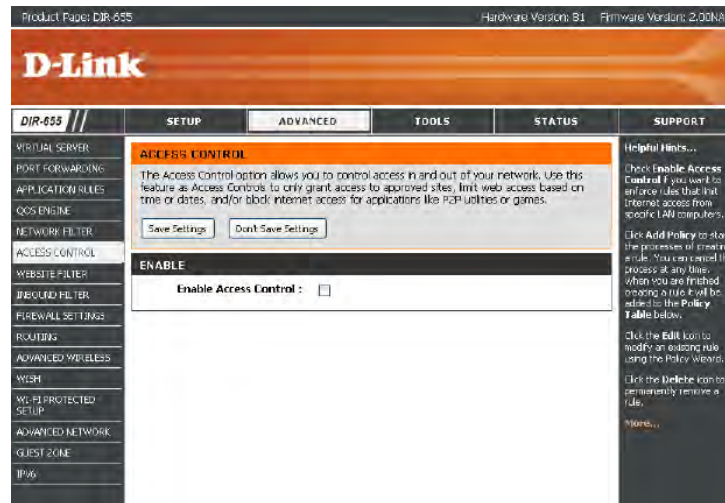 Product Page: DIR-655
Hardware Version: B1
Firmware Version: 2.00NA
D-Link
DIR-655
SETUP
ADVANCED
TOOLS
STATUS
SUPPORT
VIRTUAL SERVER
PORT FORWARDING
APPLICATION RULES
QOS ENGINE
NETWORK FILTER
ACCESS CONTROL
WEBSITE FILTER
INBOUND FILTER
FIREWALL SETTINGS
ROUTING
ADVANCED WIRELESS
WISH
WI-FI PROTECTED
SETUP
ADVANCED NETWORK
GUEST ZONE
IPV6
ACCESS CONTROL
The Access Control option allows you to control access in and out of your network. Use this
feature as Access Controls to only grant access to approved sites, limit web access based on
time or dates, and/or block internet access for applications like P2P utilities or games.
Save Settings
Don't Save Settings
ENABLE
Enable Access Control :
Helpful Hints...
Check Enable Access
Control if you want to
enforce rules that limit
Internet access from
specific LAN computers.
Click Add Policy to star
the processes of creatin
a rule. You can cancel th
process at any time.
When you are finished
creating a rule it will be
added to the Policy
Table below.
Click the Edit icon to
modify an existing rule
using the Policy Wizard.
Click the Delete icon to
permanently remove a
rule.
More...